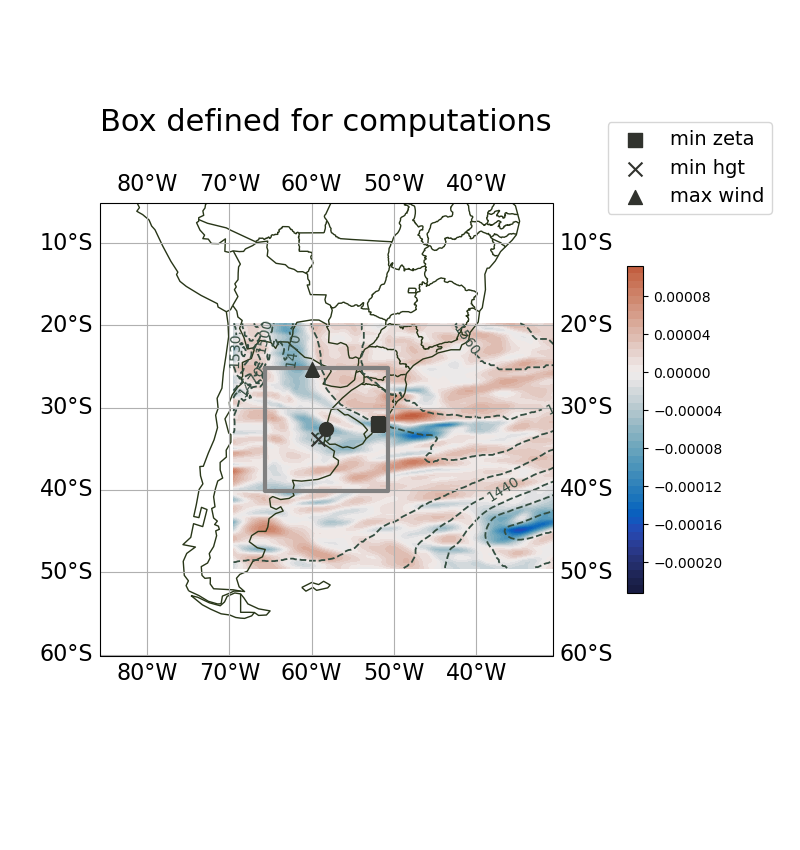 Box defined for computations
min zeta
min hgt
max wind
80°W 70°W 60°W 50°W 40°W
10°S 10°S
20°S 20°S
30°S 30°S
40°S 40°S
50°S 50°S
60°S 60°S
80°W 70°W 60°W 50°W 40°W
1530
1470
1440
0.00008
0.00004
0.00000
−0.00004
−0.00008
−0.00012
−0.00016
−0.00020